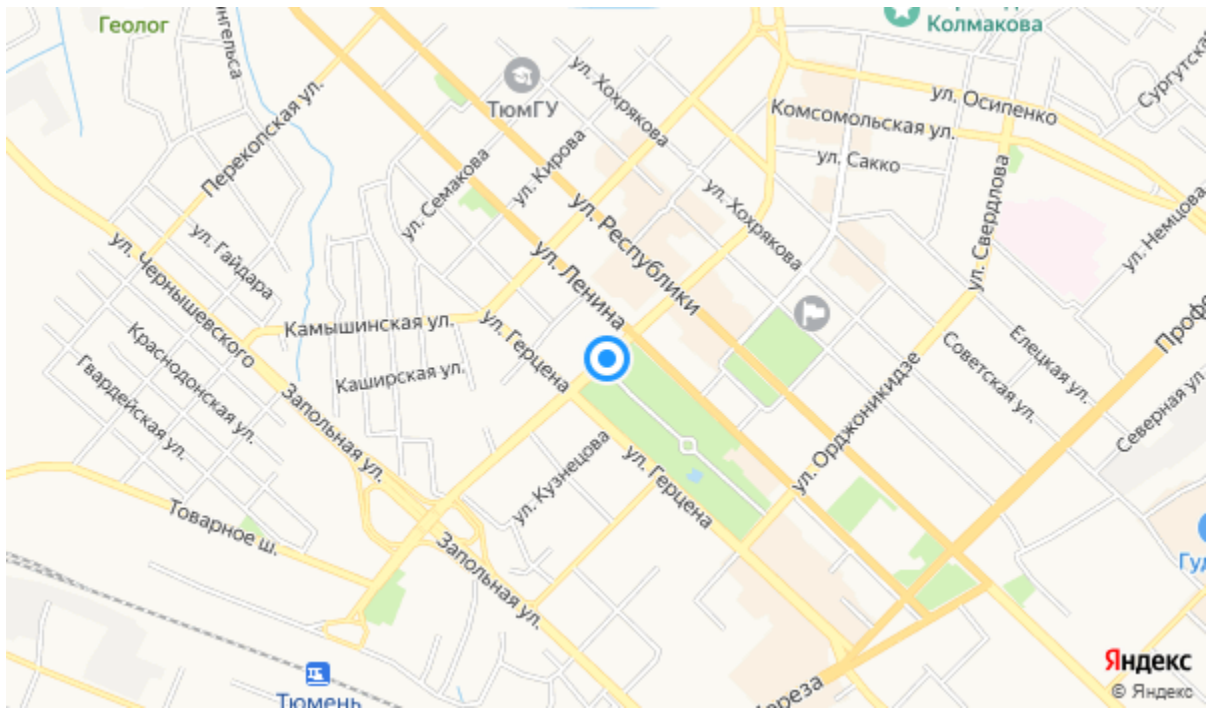 Геолог
Колмакова
Сургутская
ул. Хохрякова
ТюмГУ
ул. Осипенко
Комсомольская ул.
Перекопская ул.
ул. Сакко
ул. Кирова
ул. Семакова
ул. Хохрякова
ул. Свердлова
ул. Немцова
ул. Республики
ул. Гайдара
ул. Чернышевского
ул. Ленина
Камышинская ул.
ул. Герцена
Каширская ул.
Краснодонская ул.
Гвардейская ул.
Запольная ул.
Елецкая ул.
Советская ул.
Северная ул.
ул. Орджоникидзе
ул. Кузнецова
ул. Герцена
Товарное ш.
Запольная ул.
Тюмень
Яндекс
© Яндекс